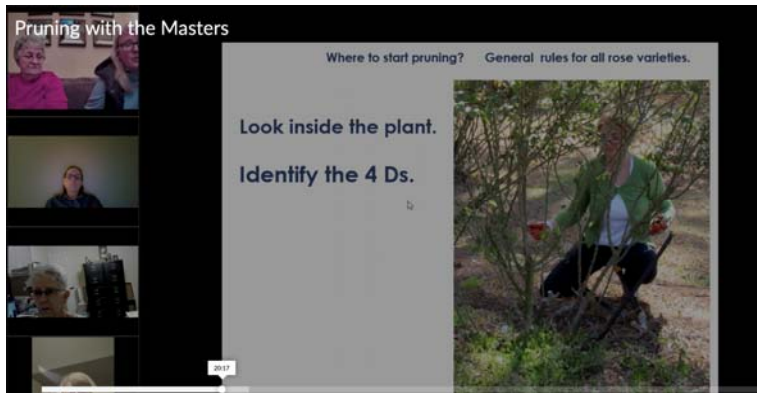 Pruning with the Masters
Where to start pruning? General rules for all rose varieties.
Look inside the plant.
Identify the 4 Ds.
20:17